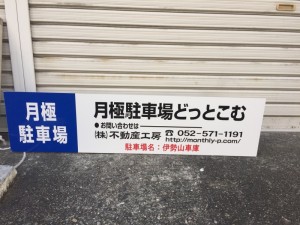 月極
駐車場
月極駐車場どっとこむ
●お問い合わせは
(株)不動産工房 ☎ 052-571-1191
http://monthly-p.com/
駐車場名：伊勢山車庫